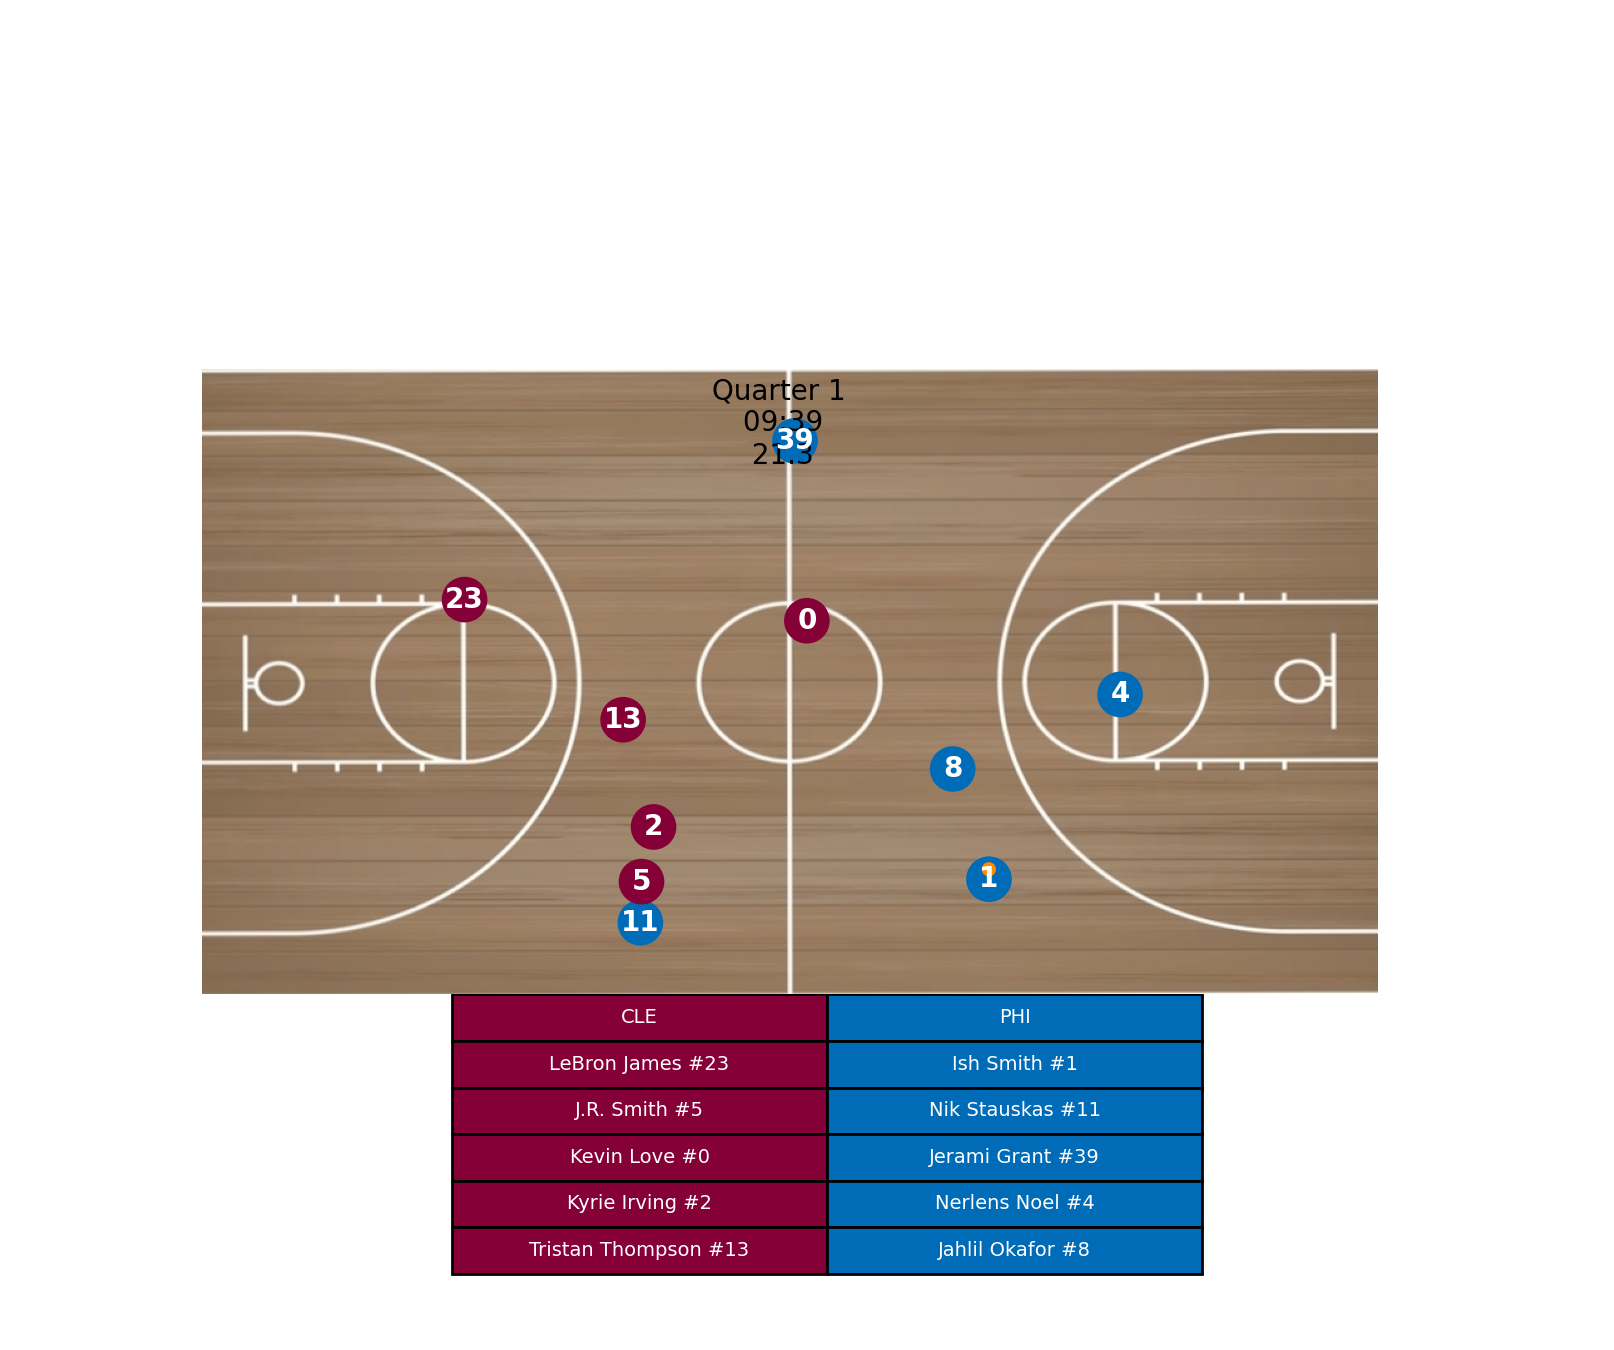 Quarter 1
09:39
39
21.3
23
0
13
4
8
2
5
1
11
CLE PHI
LeBron James #23 Ish Smith #1
J.R. Smith #5 Nik Stauskas #11
Kevin Love #0 Jerami Grant #39
Kyrie Irving #2 Nerlens Noel #4
Tristan Thompson #13 Jahlil Okafor #8